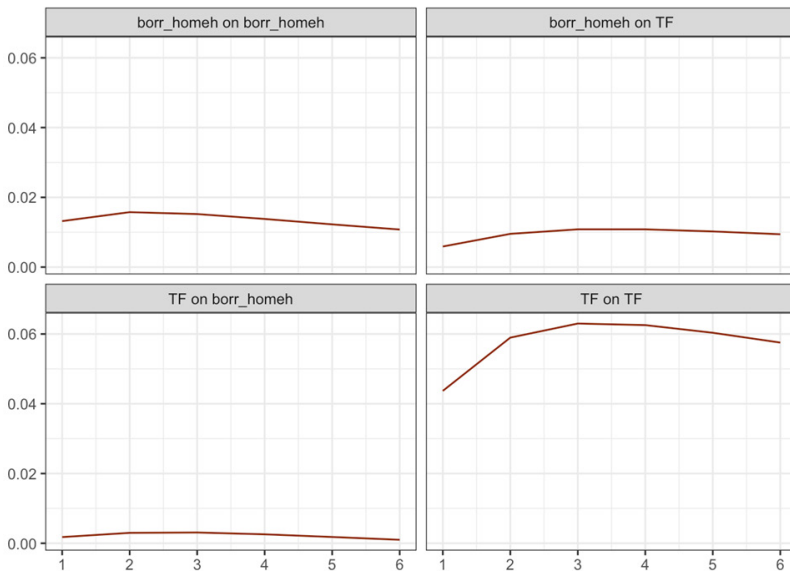 borr_homeh on borr_homeh
borr_homeh on TF
0.06
0.04
0.02
0.00
TF on borr_homeh
TF on TF
0.06
0.04
0.02
0.00
1 2 3 4 5 6
1 2 3 4 5 6